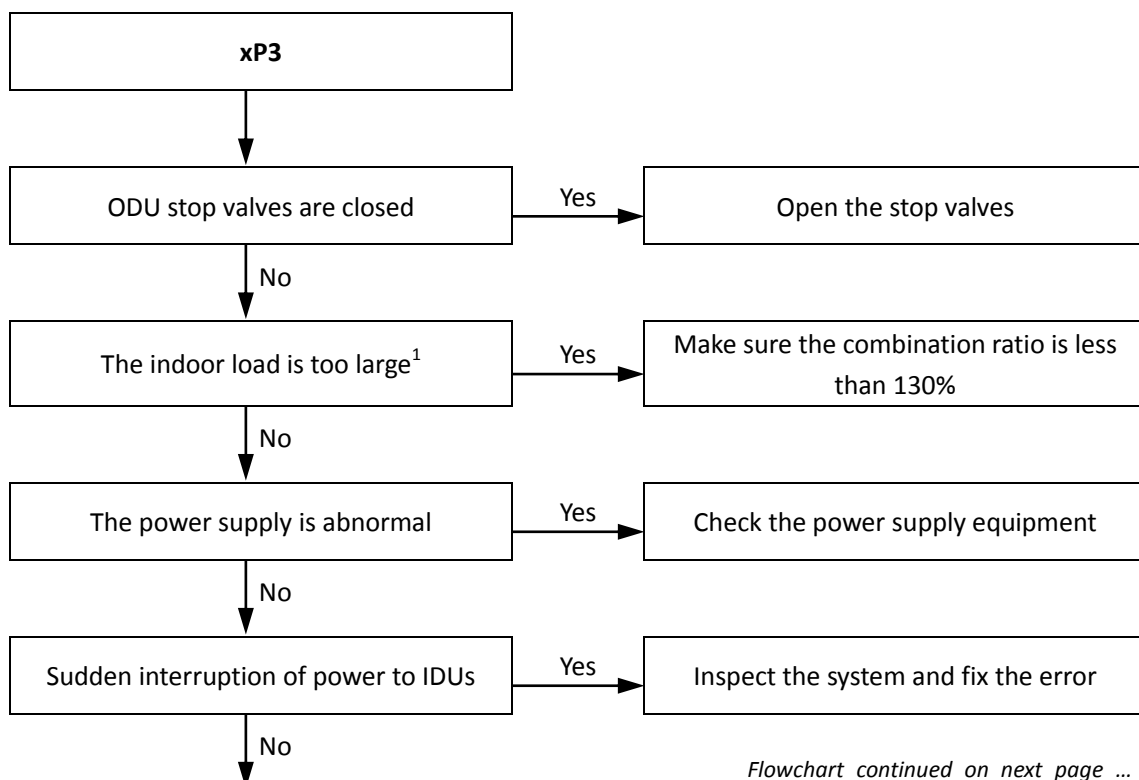 xP3
ODU stop valves are closed
Yes
Open the stop valves
No
The indoor load is too large1
Yes
Make sure the combination ratio is less
than 130%
No
The power supply is abnormal
Yes
Check the power supply equipment
No
Sudden interruption of power to IDUs
Yes
Inspect the system and fix the error
No
Flowchart continued on next page ...